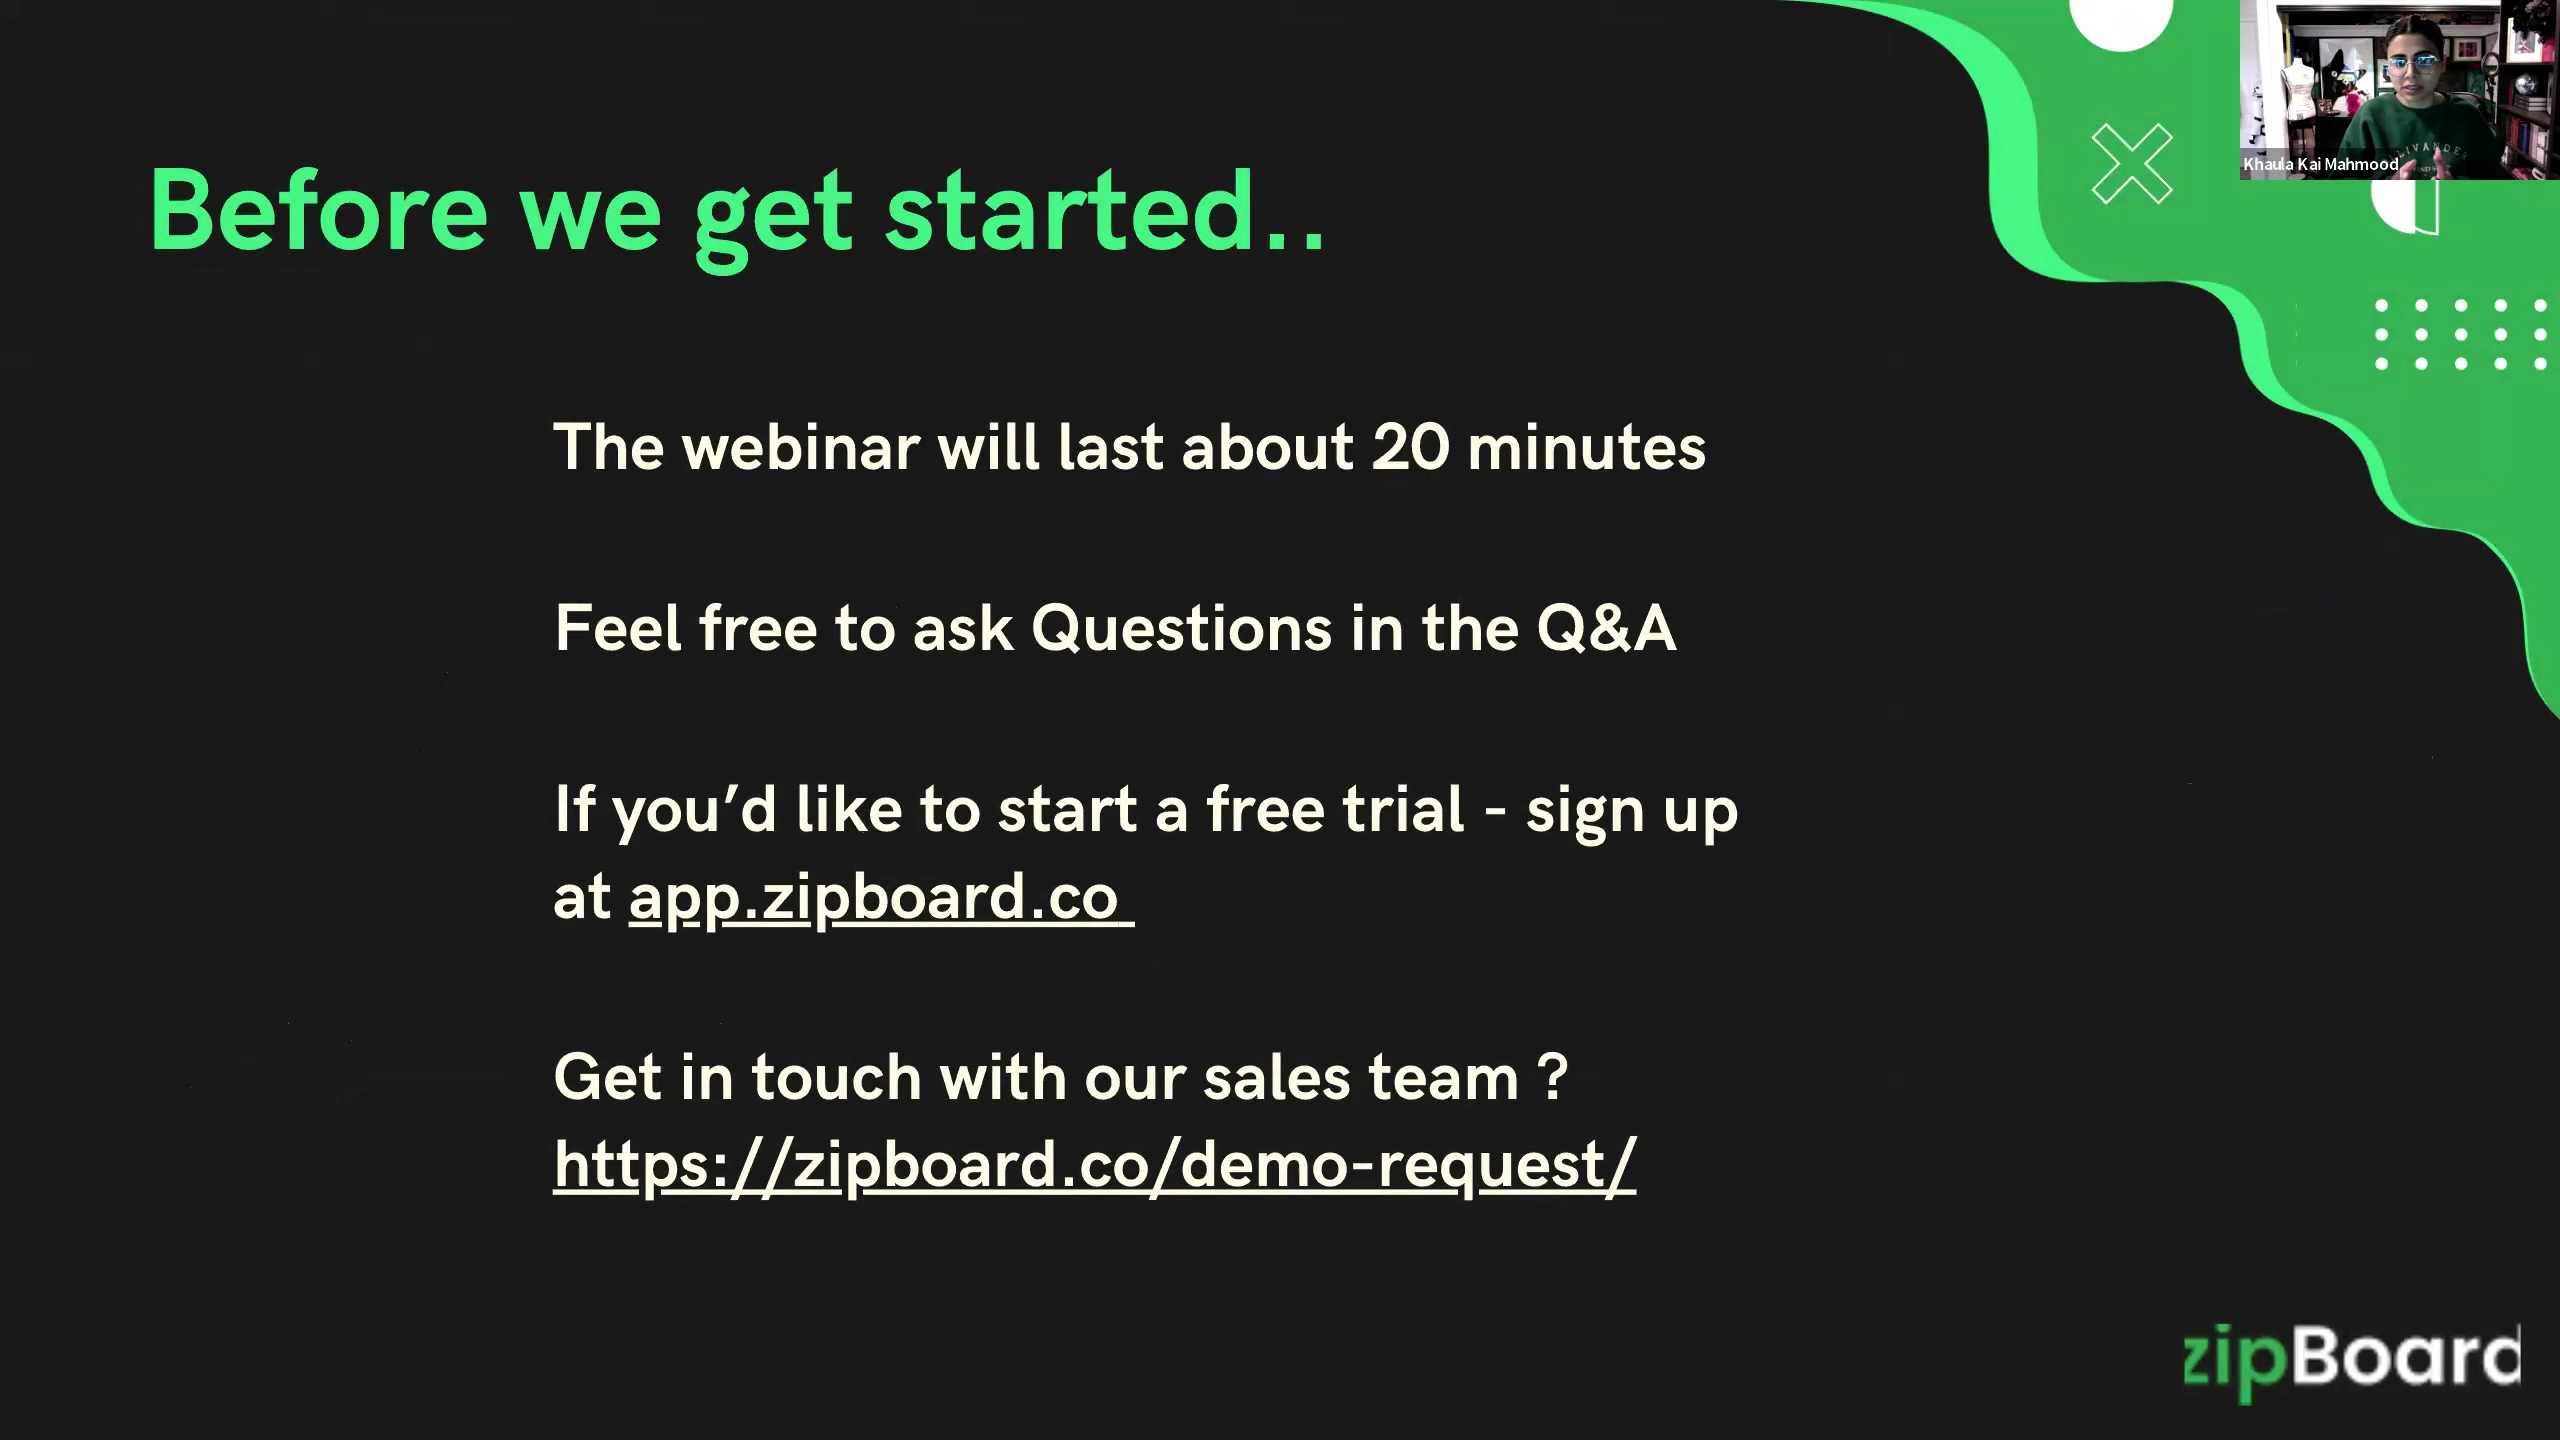 Before we get started..
Khaula Kai Mahmood
The webinar will last about 20 minutes
Feel free to ask Questions in the Q&A
If you’d like to start a free trial - sign up
at app.zipboard.co
Get in touch with our sales team ?
https://zipboard.co/demo-request/
zipBoard